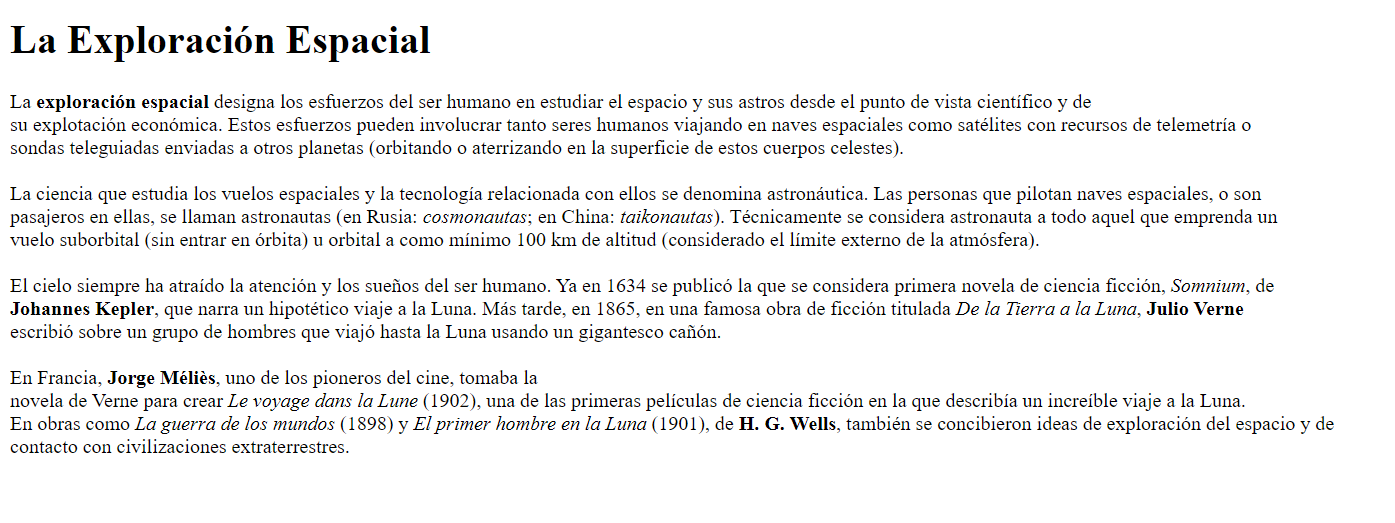 La Exploración Espacial
La exploración espacial designa los esfuerzos del ser humano en estudiar el espacio y sus astros desde el punto de vista científico y de
su explotación económica. Estos esfuerzos pueden involucrar tanto seres humanos viajando en naves espaciales como satélites con recursos de telemetría o
sondas teleguiadas enviadas a otros planetas (orbitando o aterrizando en la superficie de estos cuerpos celestes).
La ciencia que estudia los vuelos espaciales y la tecnología relacionada con ellos se denomina astronáutica. Las personas que pilotan naves espaciales, o son
pasajeros en ellas, se llaman astronautas (en Rusia: cosmonautas; en China: taikonautas). Técnicamente se considera astronauta a todo aquel que emprenda un
vuelo suborbital (sin entrar en órbita) u orbital a como mínimo 100 km de altitud (considerado el límite externo de la atmósfera).
El cielo siempre ha atraído la atención y los sueños del ser humano. Ya en 1634 se publicó la que se considera primera novela de ciencia ficción, Somnium, de
Johannes Kepler, que narra un hipotético viaje a la Luna. Más tarde, en 1865, en una famosa obra de ficción titulada De la Tierra a la Luna, Julio Verne
escribió sobre un grupo de hombres que viajó hasta la Luna usando un gigantesco cañón.
En Francia, Jorge Méliès, uno de los pioneros del cine, tomaba la
novela de Verne para crear Le voyage dans la Lune (1902), una de las primeras películas de ciencia ficción en la que describía un increíble viaje a la Luna.
En obras como La guerra de los mundos (1898) y El primer hombre en la Luna (1901), de H. G. Wells, también se concibieron ideas de exploración del espacio y de
contacto con civilizaciones extraterrestres.